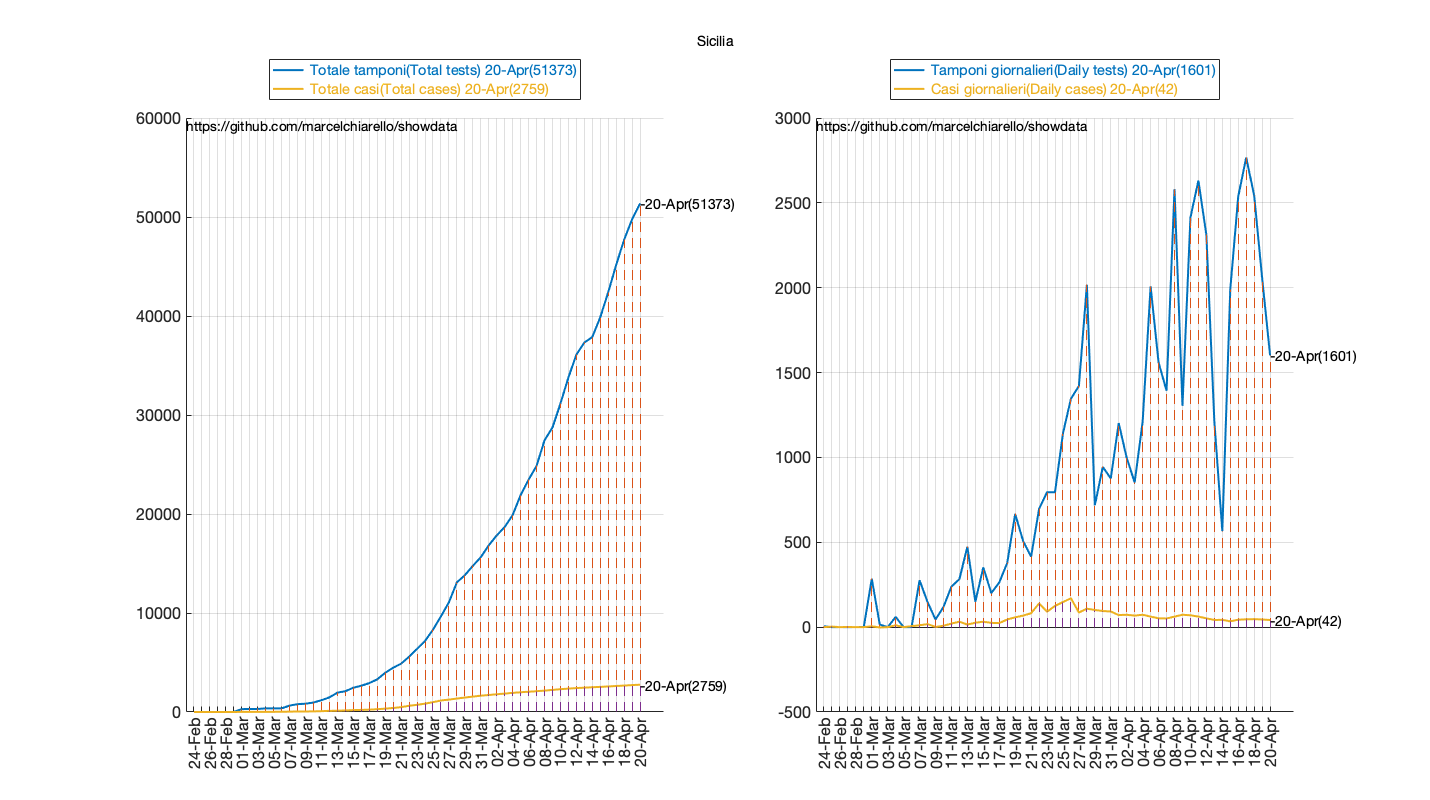 Sicilia
Totale tamponi(Total tests) 20-Apr(51373)
Totale casi(Total cases) 20-Apr(2759)
https://github.com/marcelchiarello/showdata
60000
50000
40000
30000
20000
10000
0
-20-Apr(51373)
-20-Apr(2759)
24-Feb
26-Feb
28-Feb
01-Mar
03-Mar
05-Mar
07-Mar
09-Mar
11-Mar
13-Mar
15-Mar
17-Mar
19-Mar
21-Mar
23-Mar
25-Mar
27-Mar
29-Mar
31-Mar
02-Apr
04-Apr
06-Apr
08-Apr
10-Apr
12-Apr
14-Apr
16-Apr
18-Apr
20-Apr
Tamponi giornalieri(Daily tests) 20-Apr(1601)
Casi giornalieri(Daily cases) 20-Apr(42)
https://github.com/marcelchiarello/showdata
3000
2500
2000
1500
1000
500
0
-500
-20-Apr(1601)
-20-Apr(42)
24-Feb
26-Feb
28-Feb
01-Mar
03-Mar
05-Mar
07-Mar
09-Mar
11-Mar
13-Mar
15-Mar
17-Mar
19-Mar
21-Mar
23-Mar
25-Mar
27-Mar
29-Mar
31-Mar
02-Apr
04-Apr
06-Apr
08-Apr
10-Apr
12-Apr
14-Apr
16-Apr
18-Apr
20-Apr